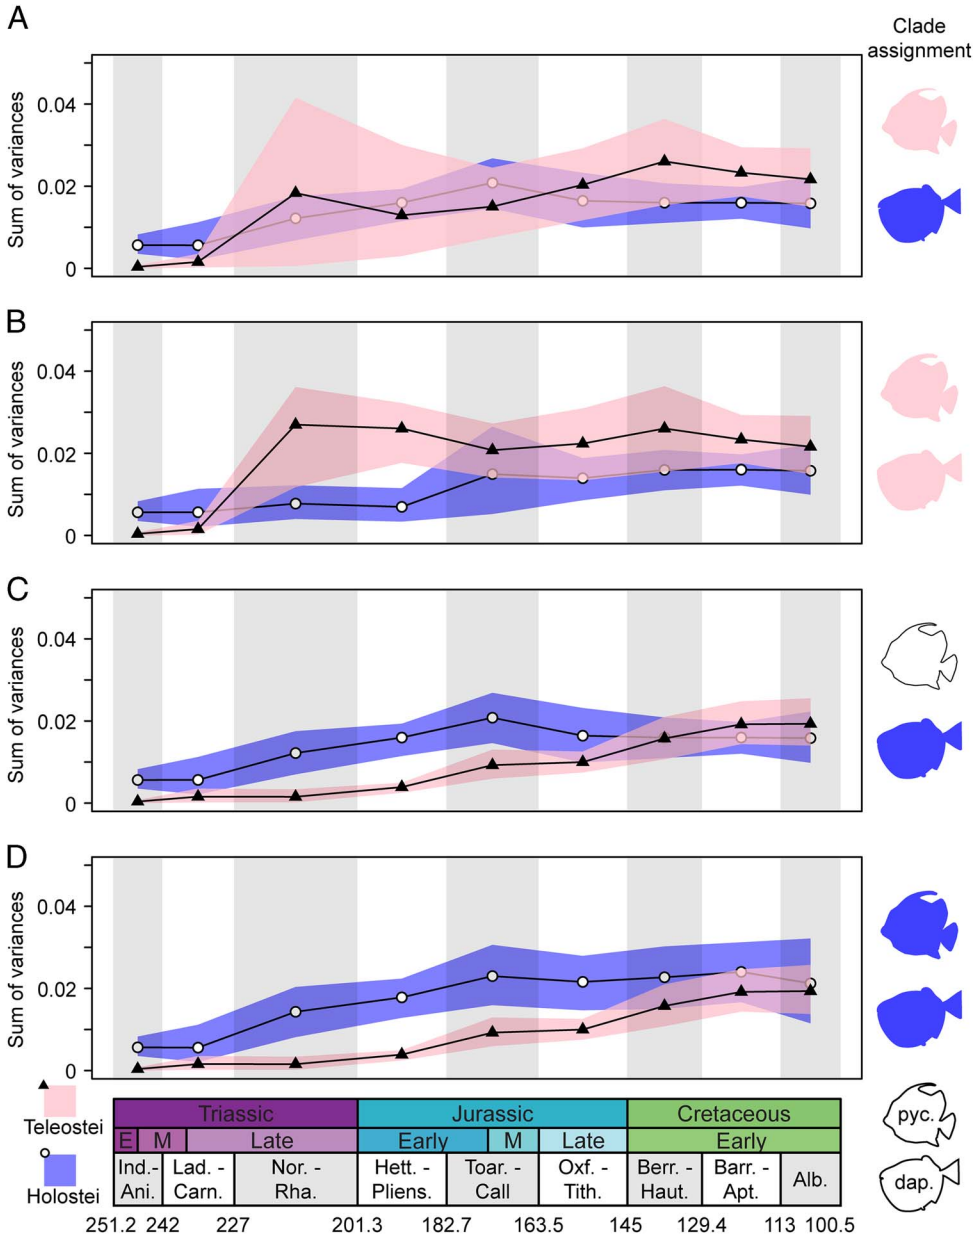 A
Clade
assignment
Sum of variances
0.04
0.02
0
B
Sum of variances
0.04
0.02
0
C
Sum of variances
0.04
0.02
0
D
Sum of variances
0.04
0.02
0
Teleostei
Holostei
Triassic Jurassic Cretaceous
E M Late Early M Late Early
Ind.- Lad. - Nor. - Hett. - Toar. - Oxf. - Berr. - Barr. - Alb.
Ani. Carn. Rha. Pliens. Call Tith. Haut. Apt.
251.2 242 227 201.3 182.7 163.5 145 129.4 113 100.5
pyc.
dap.